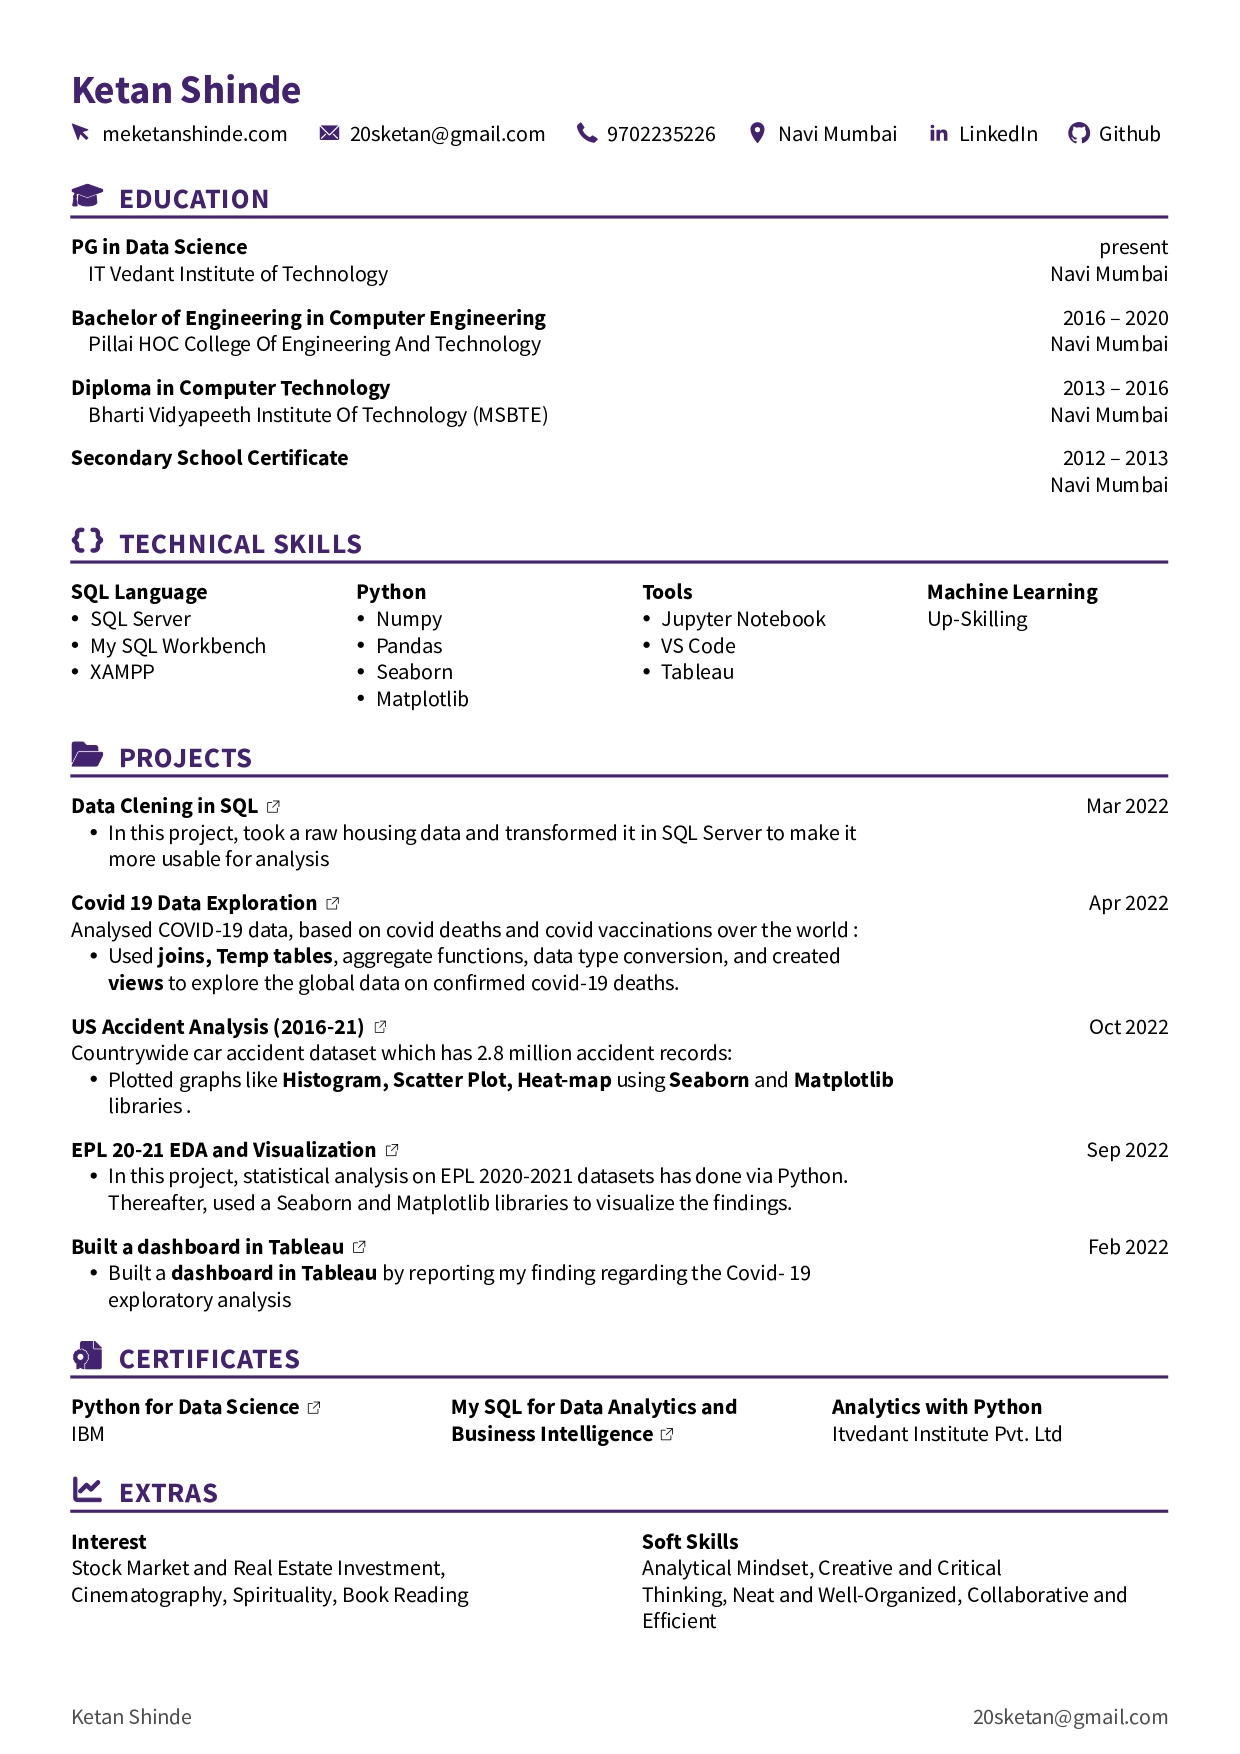 Ketan Shinde
meketanshinde.com 20sketan@gmail.com 9702235226 Navi Mumbai LinkedIn Github
EDUCATION
PG in Data Science present
IT Vedant Institute of Technology Navi Mumbai
Bachelor of Engineering in Computer Engineering 2016 – 2020
Pillai HOC College Of Engineering And Technology Navi Mumbai
Diploma in Computer Technology 2013 – 2016
Bharti Vidyapeeth Institute Of Technology (MSBTE) Navi Mumbai
Secondary School Certificate 2012 – 2013
Navi Mumbai
TECHNICAL SKILLS
SQL Language Python Tools Machine Learning
• SQL Server • Numpy • Jupyter Notebook Up-Skilling
• My SQL Workbench • Pandas • VS Code
• XAMPP • Seaborn • Tableau
• Matplotlib
PROJECTS
Data Clening in SQL Mar 2022
• In this project, took a raw housing data and transformed it in SQL Server to make it
more usable for analysis
Covid 19 Data Exploration Apr 2022
Analysed COVID-19 data, based on covid deaths and covid vaccinations over the world :
• Used joins, Temp tables, aggregate functions, data type conversion, and created
views to explore the global data on confirmed covid-19 deaths.
US Accident Analysis (2016-21) Oct 2022
Countrywide car accident dataset which has 2.8 million accident records:
• Plotted graphs like Histogram, Scatter Plot, Heat-map using Seaborn and Matplotlib
libraries .
EPL 20-21 EDA and Visualization Sep 2022
• In this project, statistical analysis on EPL 2020-2021 datasets has done via Python.
Thereafter, used a Seaborn and Matplotlib libraries to visualize the findings.
Built a dashboard in Tableau Feb 2022
• Built a dashboard in Tableau by reporting my finding regarding the Covid- 19
exploratory analysis
CERTIFICATES
Python for Data Science My SQL for Data Analytics and Analytics with Python
IBM Business Intelligence Itvedant Institute Pvt. Ltd
EXTRAS
Interest Soft Skills
Stock Market and Real Estate Investment, Analytical Mindset, Creative and Critical
Cinematography, Spirituality, Book Reading Thinking, Neat and Well-Organized, Collaborative and
Efficient
Ketan Shinde 20sketan@gmail.com